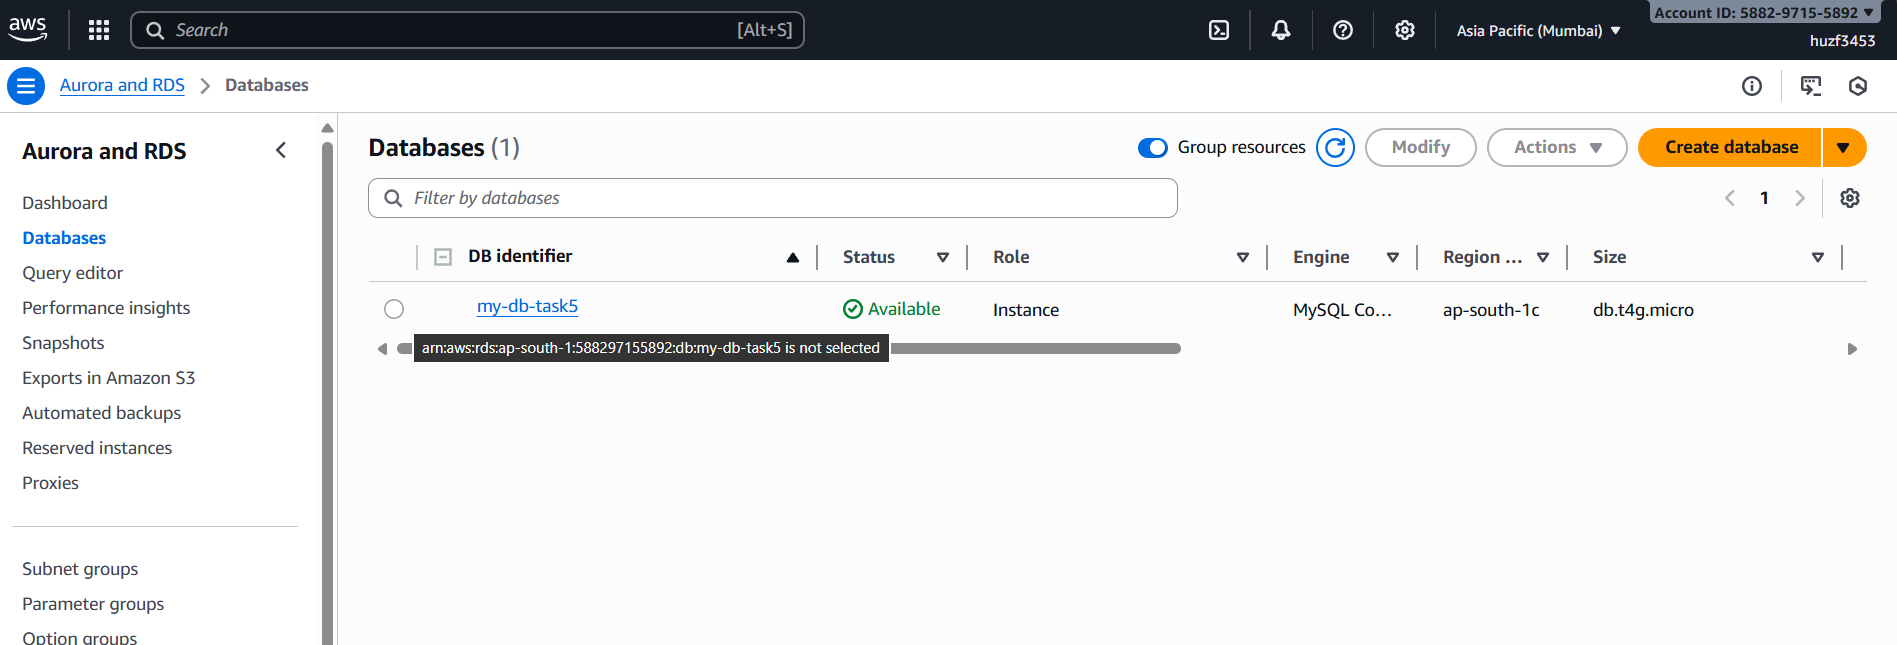 aws
Search [Alt+S]
Asia Pacific (Mumbai)
Account ID: 5882-9715-5892
huzf3453
Aurora and RDS > Databases
Aurora and RDS
Dashboard
Databases
Query editor
Performance insights
Snapshots
Exports in Amazon S3
Automated backups
Reserved instances
Proxies
Subnet groups
Parameter groups
Option groups
Databases (1)
Group resources
Modify
Actions
Create database
Filter by databases
1
DB identifier Status Role Engine Region ... Size
my-db-task5 Available Instance MySQL Co... ap-south-1c db.t4g.micro
arn:aws:rds:ap-south-1:588297155892:db:my-db-task5 is not selected